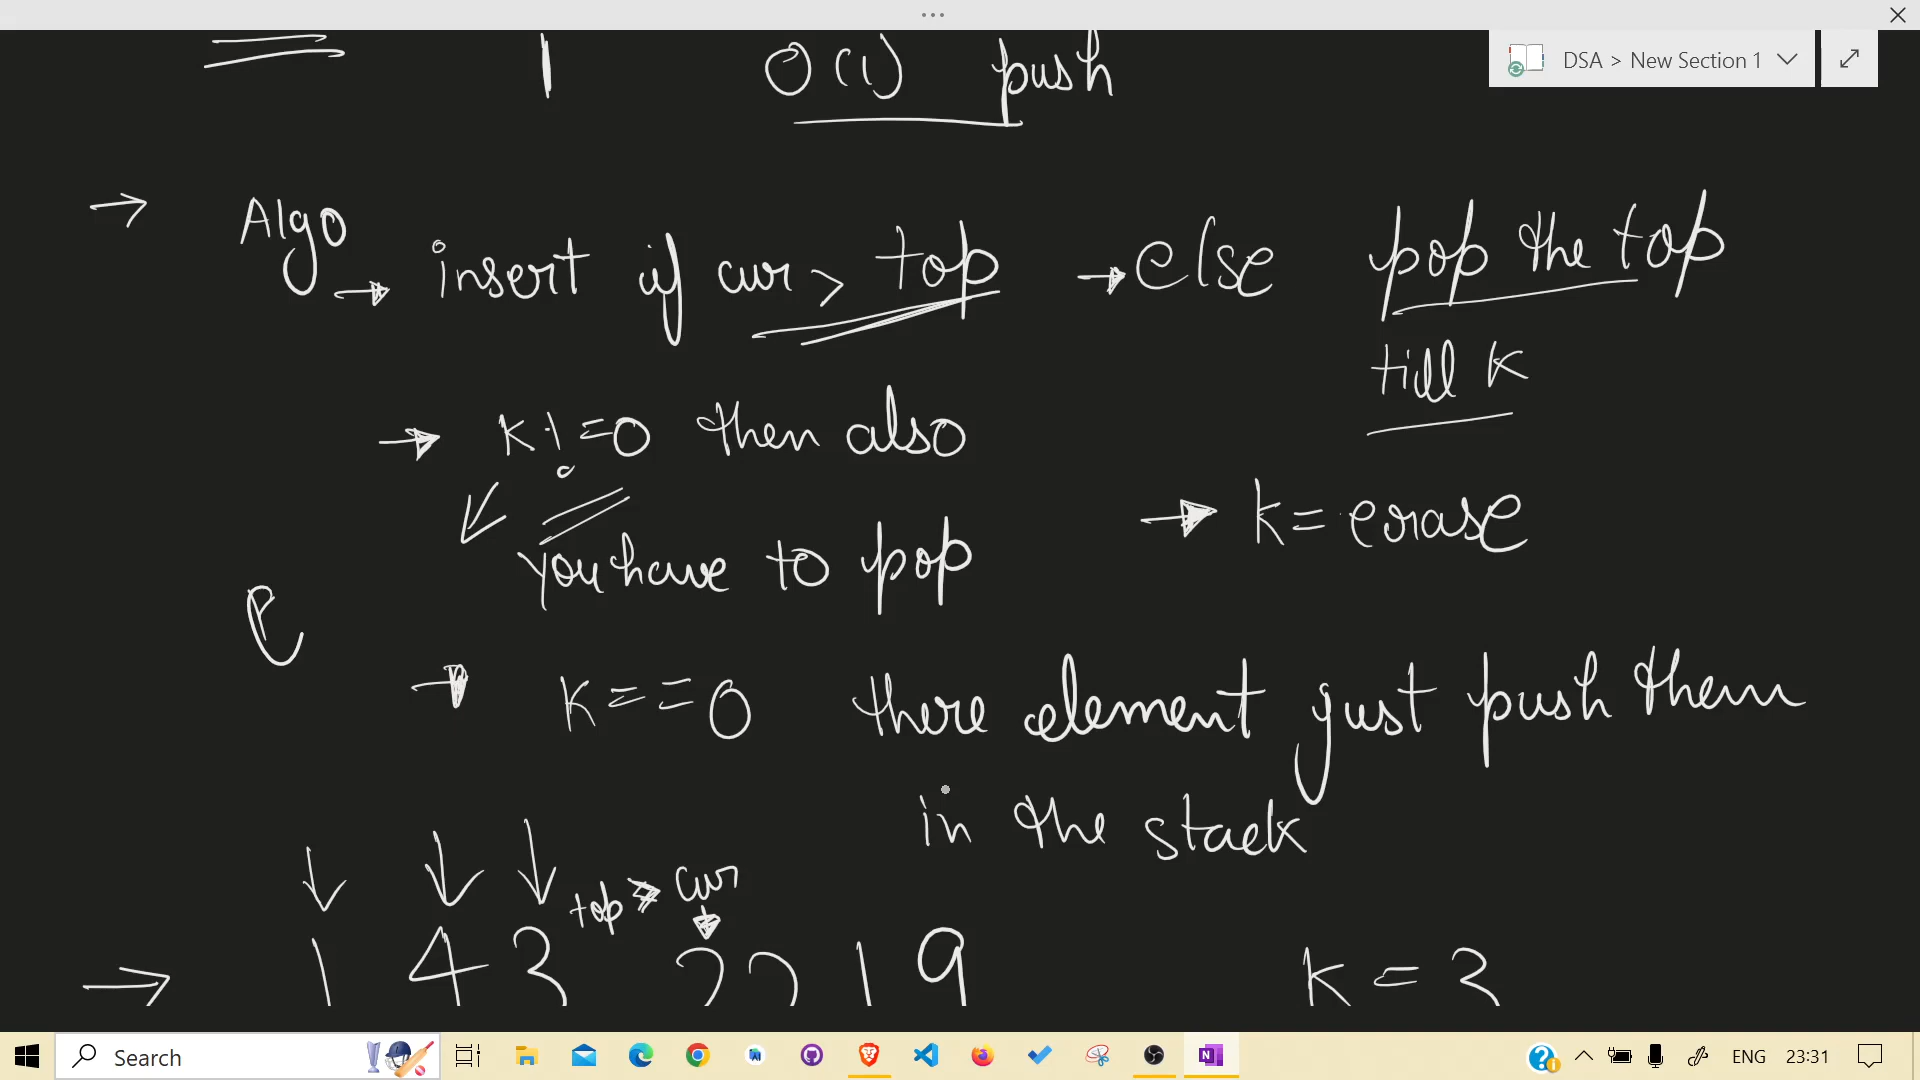 DSA > New Section 1
1 O(1) push
→ Algo
→ insert if cur > top → else pop the top
till k
→ k != 0 then also
you have to pop → k = erase
→ k == 0 there element just push them
in the stack
top > cur
→ 1 4 3 2 2 1 9 k = 3
Search
ENG 23:31